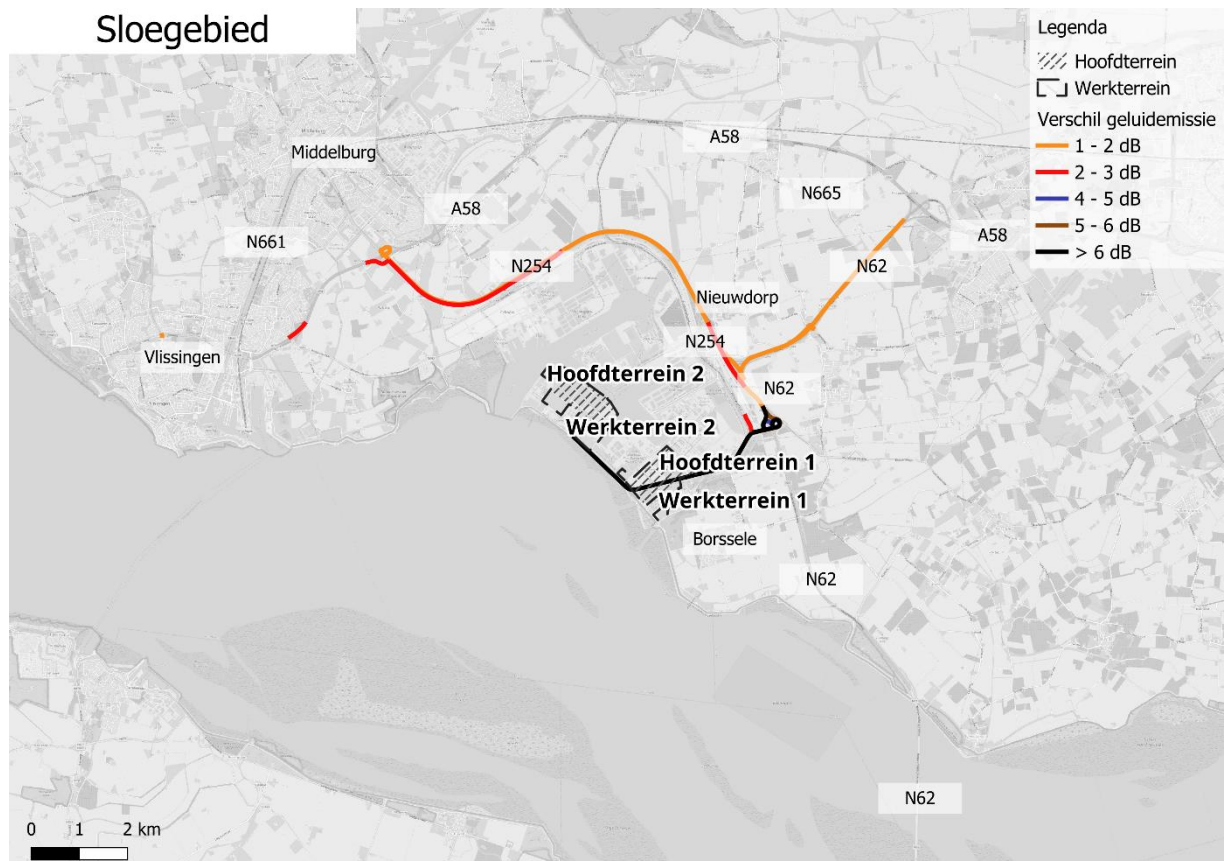 Sloegebied
Legenda
Hoofdterrein
Werkterrein
Verschil geluidemissie
1 - 2 dB
2 - 3 dB
4 - 5 dB
5 - 6 dB
> 6 dB
A58
Middelburg
N665
A58
N661
A58
N254
N62
Nieuwdorp
N254
Vlissingen
Hoofdterrein 2
N62
Werkterrein 2
Hoofdterrein 1
Werkterrein 1
Borssele
N62
N62
0 1 2 km